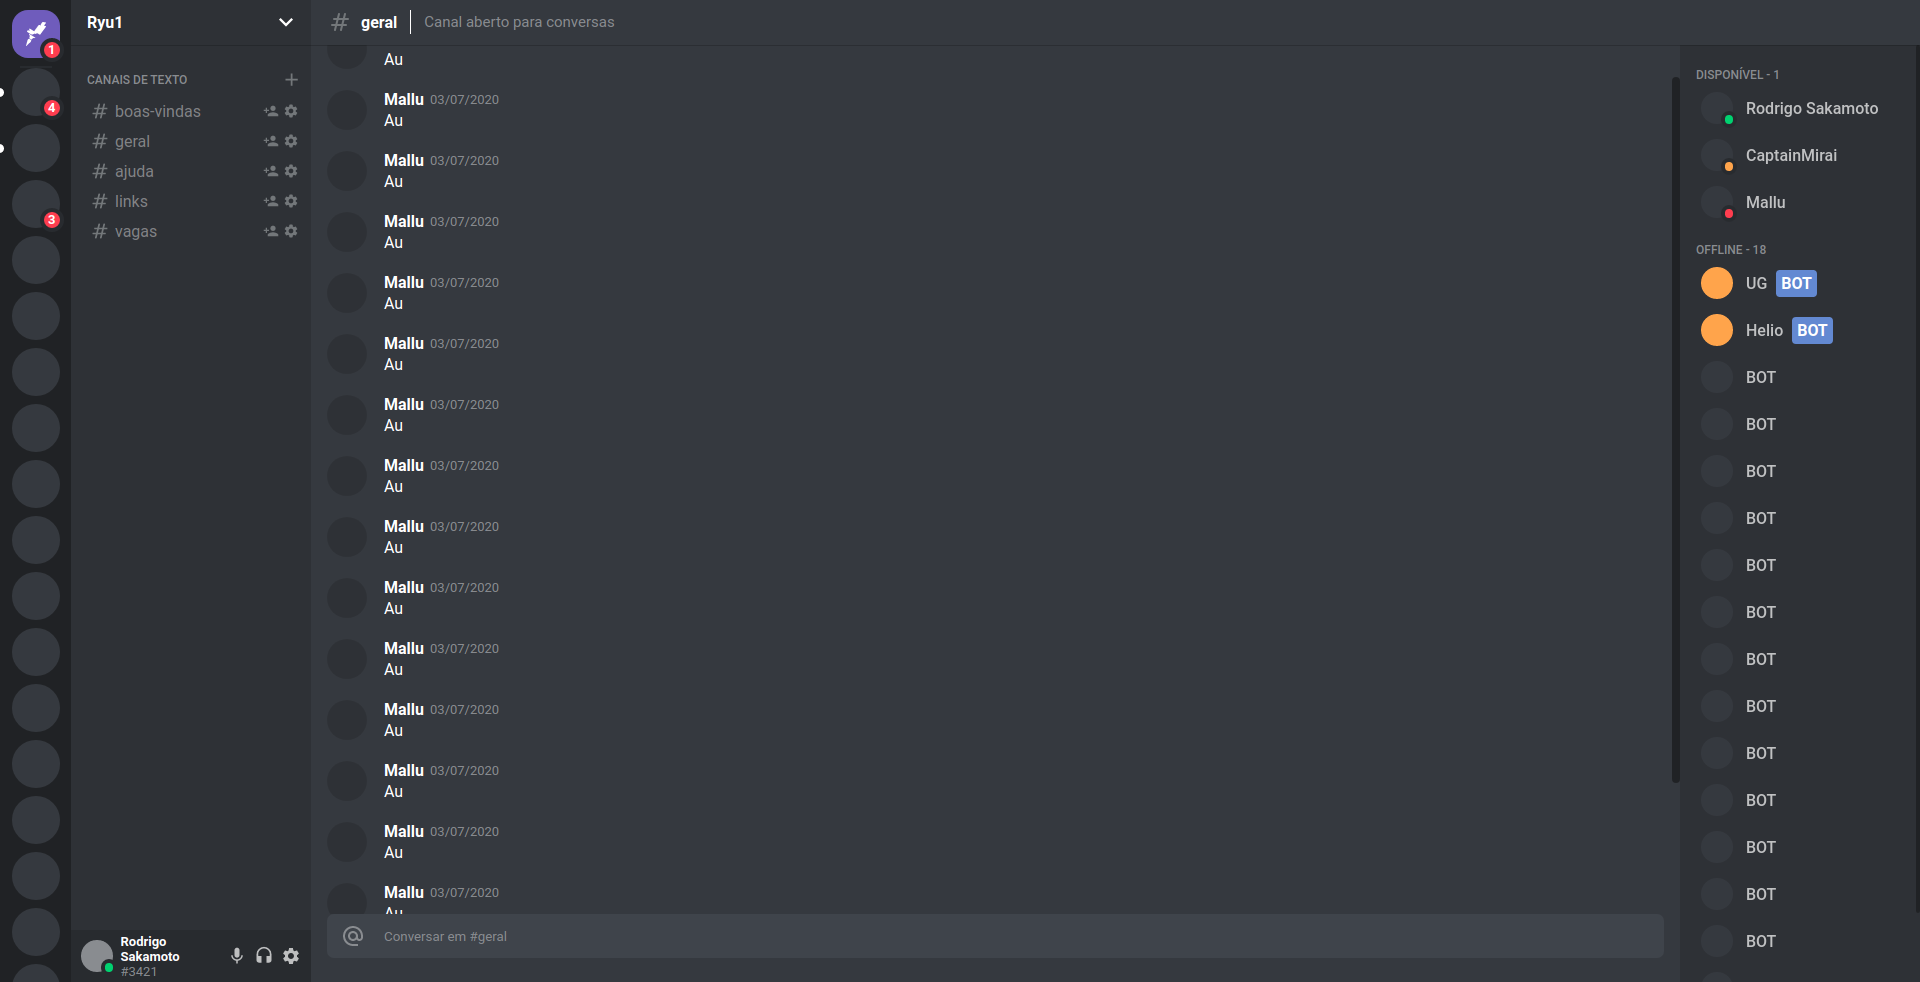 1
4
3
Ryu1
CANAIS DE TEXTO
# boas-vindas
# geral
# ajuda
# links
# vagas
Rodrigo
Sakamoto
#3421
# geral
Canal aberto para conversas
Au
Mallu 03/07/2020
Au
Mallu 03/07/2020
Au
Mallu 03/07/2020
Au
Mallu 03/07/2020
Au
Mallu 03/07/2020
Au
Mallu 03/07/2020
Au
Mallu 03/07/2020
Au
Mallu 03/07/2020
Au
Mallu 03/07/2020
Au
Mallu 03/07/2020
Au
Mallu 03/07/2020
Au
Mallu 03/07/2020
Au
Mallu 03/07/2020
Au
Mallu 03/07/2020
Au
@ Conversar em #geral
DISPONÍVEL - 1
Rodrigo Sakamoto
CaptainMirai
Mallu
OFFLINE - 18
UG BOT
Helio BOT
BOT
BOT
BOT
BOT
BOT
BOT
BOT
BOT
BOT
BOT
BOT
BOT
BOT